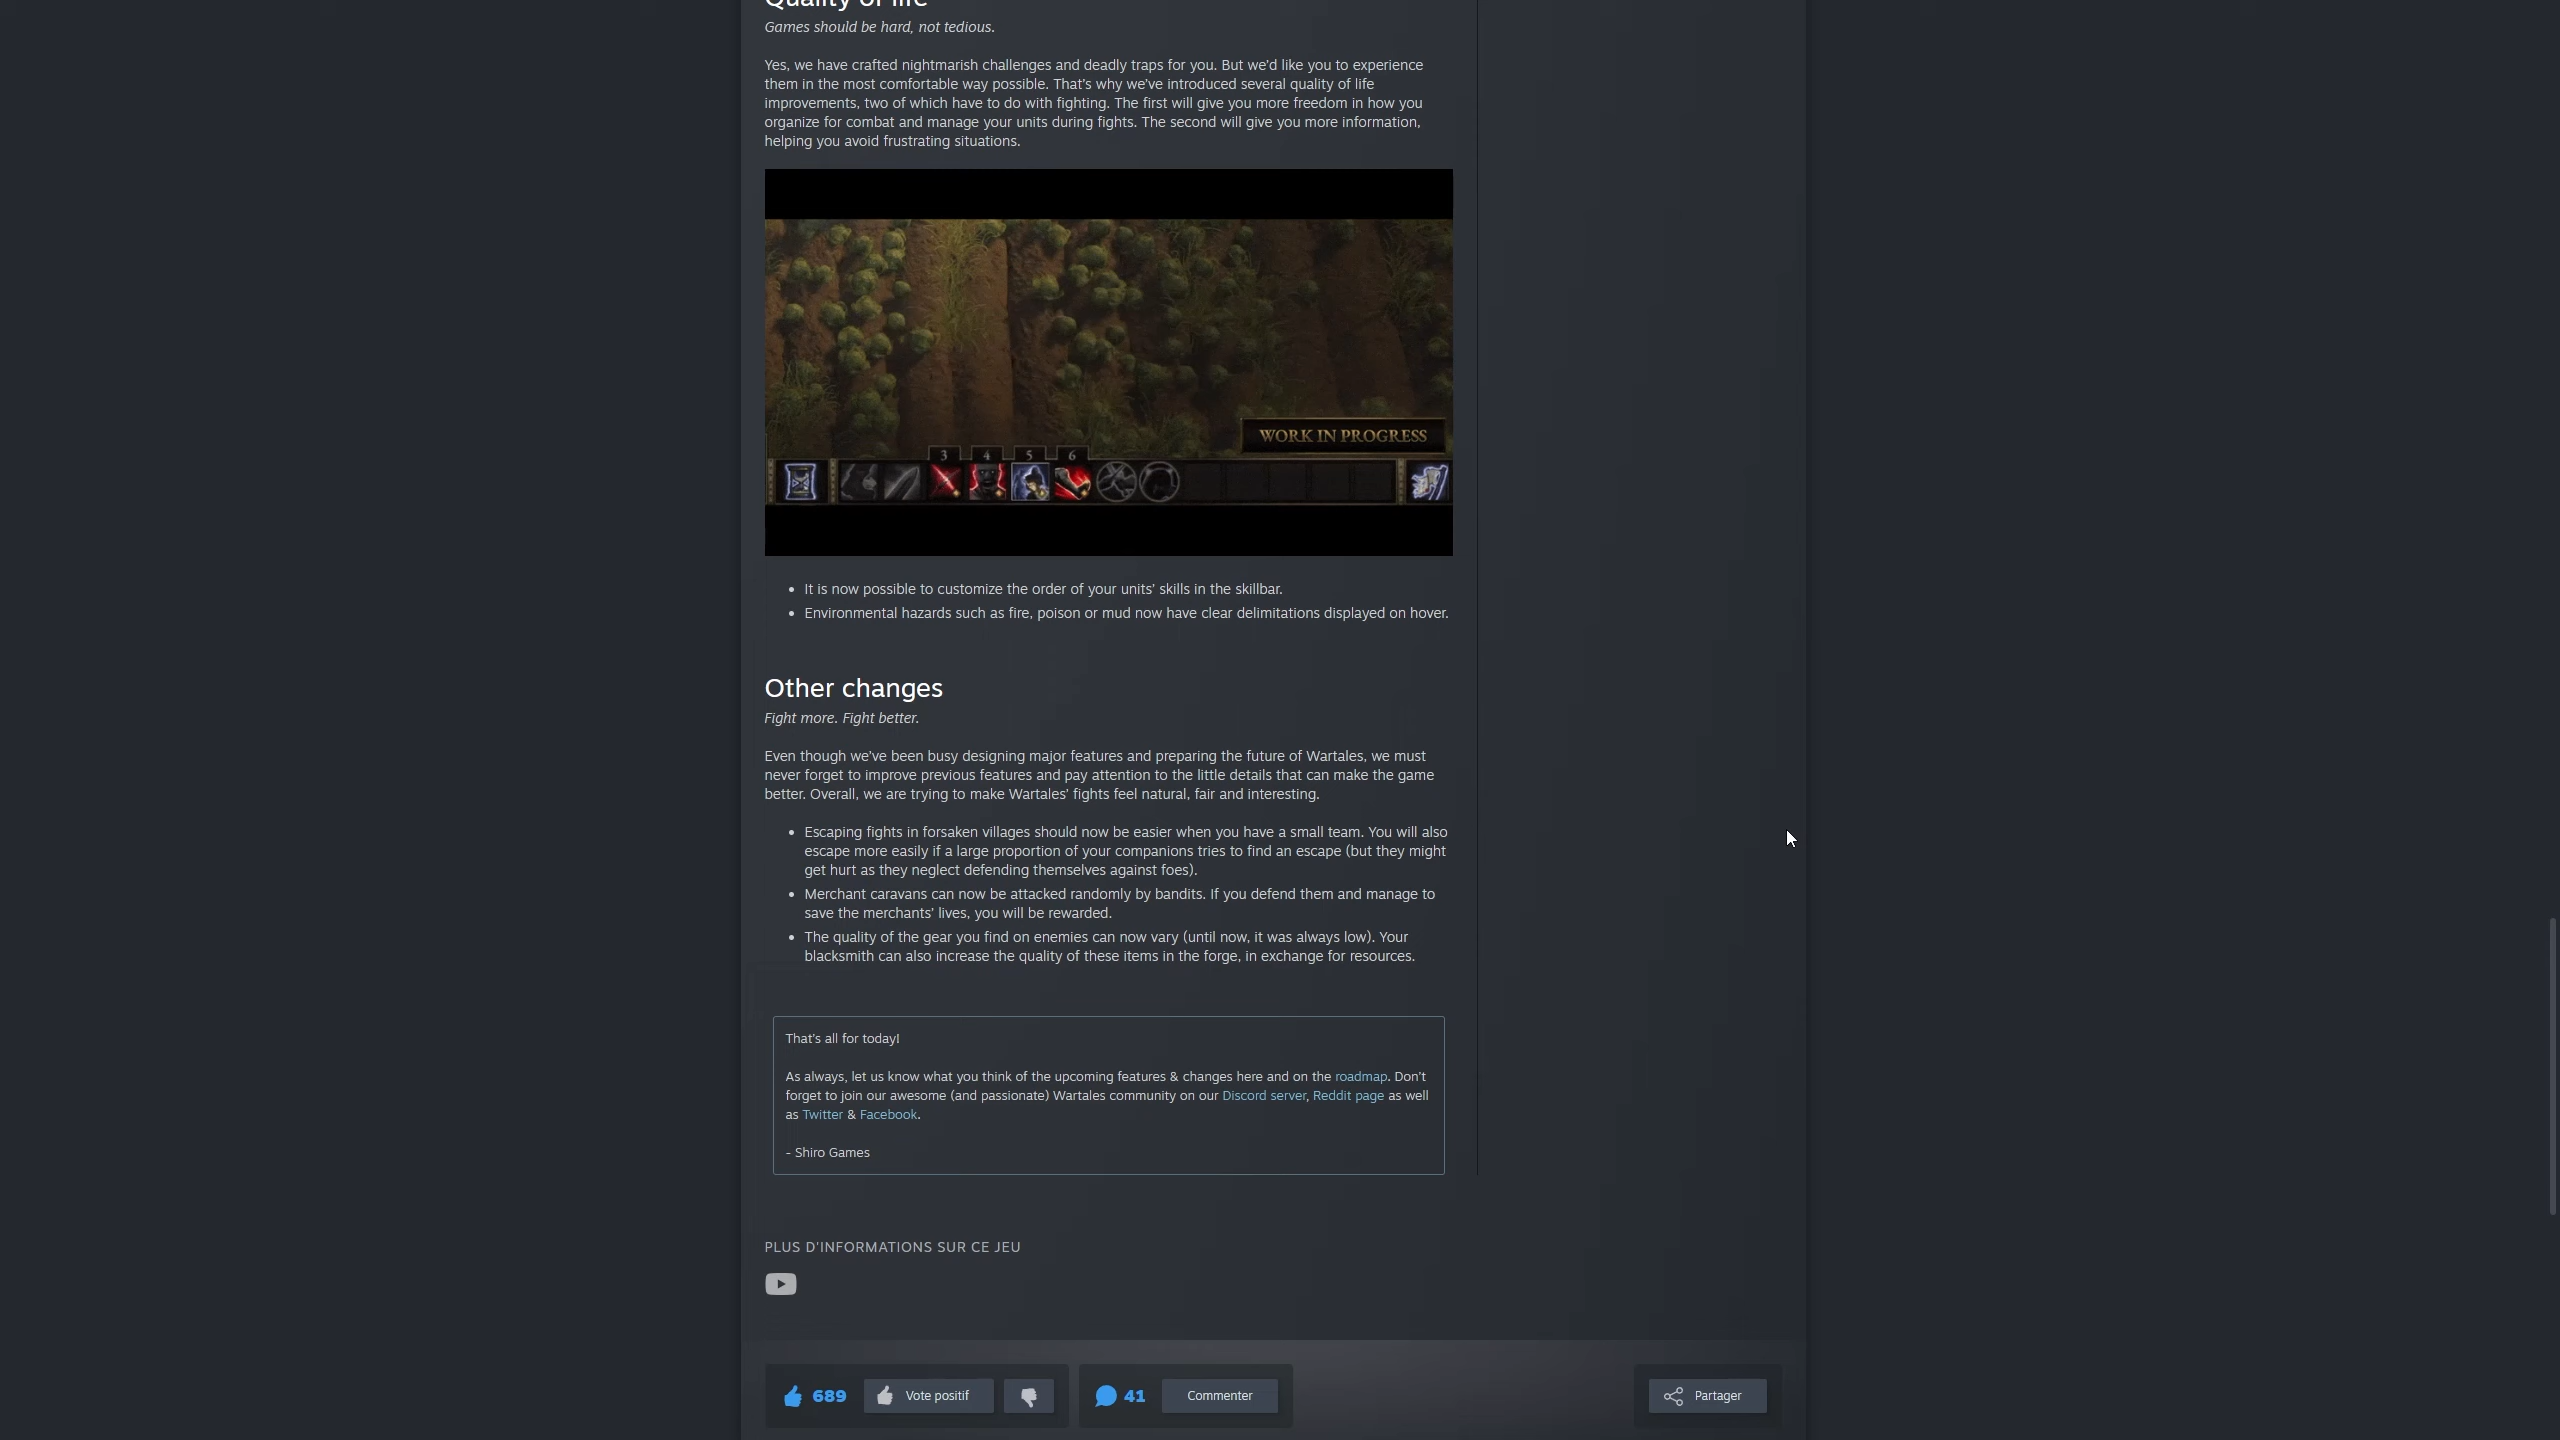 Quality of life
Games should be hard, not tedious.
Yes, we have crafted nightmarish challenges and deadly traps for you. But we'd like you to experience
them in the most comfortable way possible. That's why we've introduced several quality of life
improvements, two of which have to do with fighting. The first will give you more freedom in how you
organize for combat and manage your units during fights. The second will give you more information,
helping you avoid frustrating situations.
WORK IN PROGRESS
3 4 5 6
• It is now possible to customize the order of your units' skills in the skillbar.
• Environmental hazards such as fire, poison or mud now have clear delimitations displayed on hover.
Other changes
Fight more. Fight better.
Even though we've been busy designing major features and preparing the future of Wartales, we must
never forget to improve previous features and pay attention to the little details that can make the game
better. Overall, we are trying to make Wartales' fights feel natural, fair and interesting.
• Escaping fights in forsaken villages should now be easier when you have a small team. You will also
escape more easily if a large proportion of your companions tries to find an escape (but they might
get hurt as they neglect defending themselves against foes).
• Merchant caravans can now be attacked randomly by bandits. If you defend them and manage to
save the merchants' lives, you will be rewarded.
• The quality of the gear you find on enemies can now vary (until now, it was always low). Your
blacksmith can also increase the quality of these items in the forge, in exchange for resources.
That's all for today!
As always, let us know what you think of the upcoming features & changes here and on the roadmap. Don't
forget to join our awesome (and passionate) Wartales community on our Discord server, Reddit page as well
as Twitter & Facebook.
- Shiro Games
PLUS D'INFORMATIONS SUR CE JEU
689 Vote positif 41 Commenter Partager